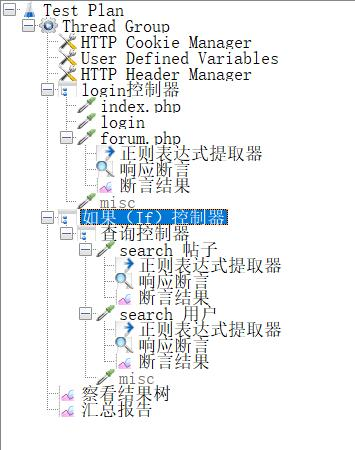 Test Plan
Thread Group
HTTP Cookie Manager
User Defined Variables
HTTP Header Manager
login控制器
index.php
login
forum.php
正则表达式提取器
响应断言
断言结果
misc
如果（If）控制器
查询控制器
search 帖子
正则表达式提取器
响应断言
断言结果
search 用户
正则表达式提取器
响应断言
断言结果
misc
察看结果树
汇总报告